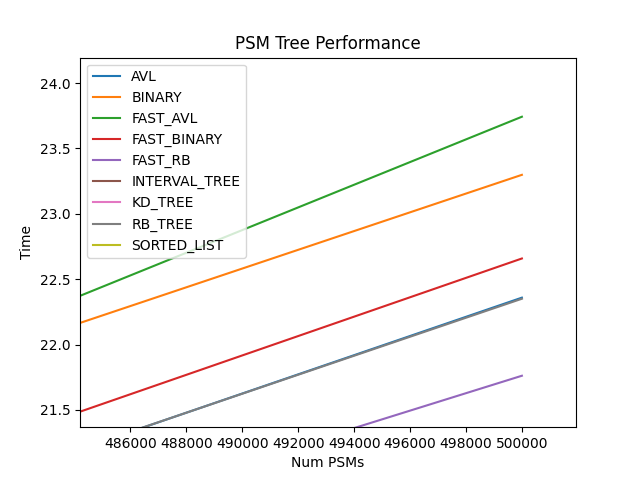 PSM Tree Performance
24.0
23.5
23.0
22.5
22.0
21.5
Time
AVL
BINARY
FAST_AVL
FAST_BINARY
FAST_RB
INTERVAL_TREE
KD_TREE
RB_TREE
SORTED_LIST
486000 488000 490000 492000 494000 496000 498000 500000
Num PSMs